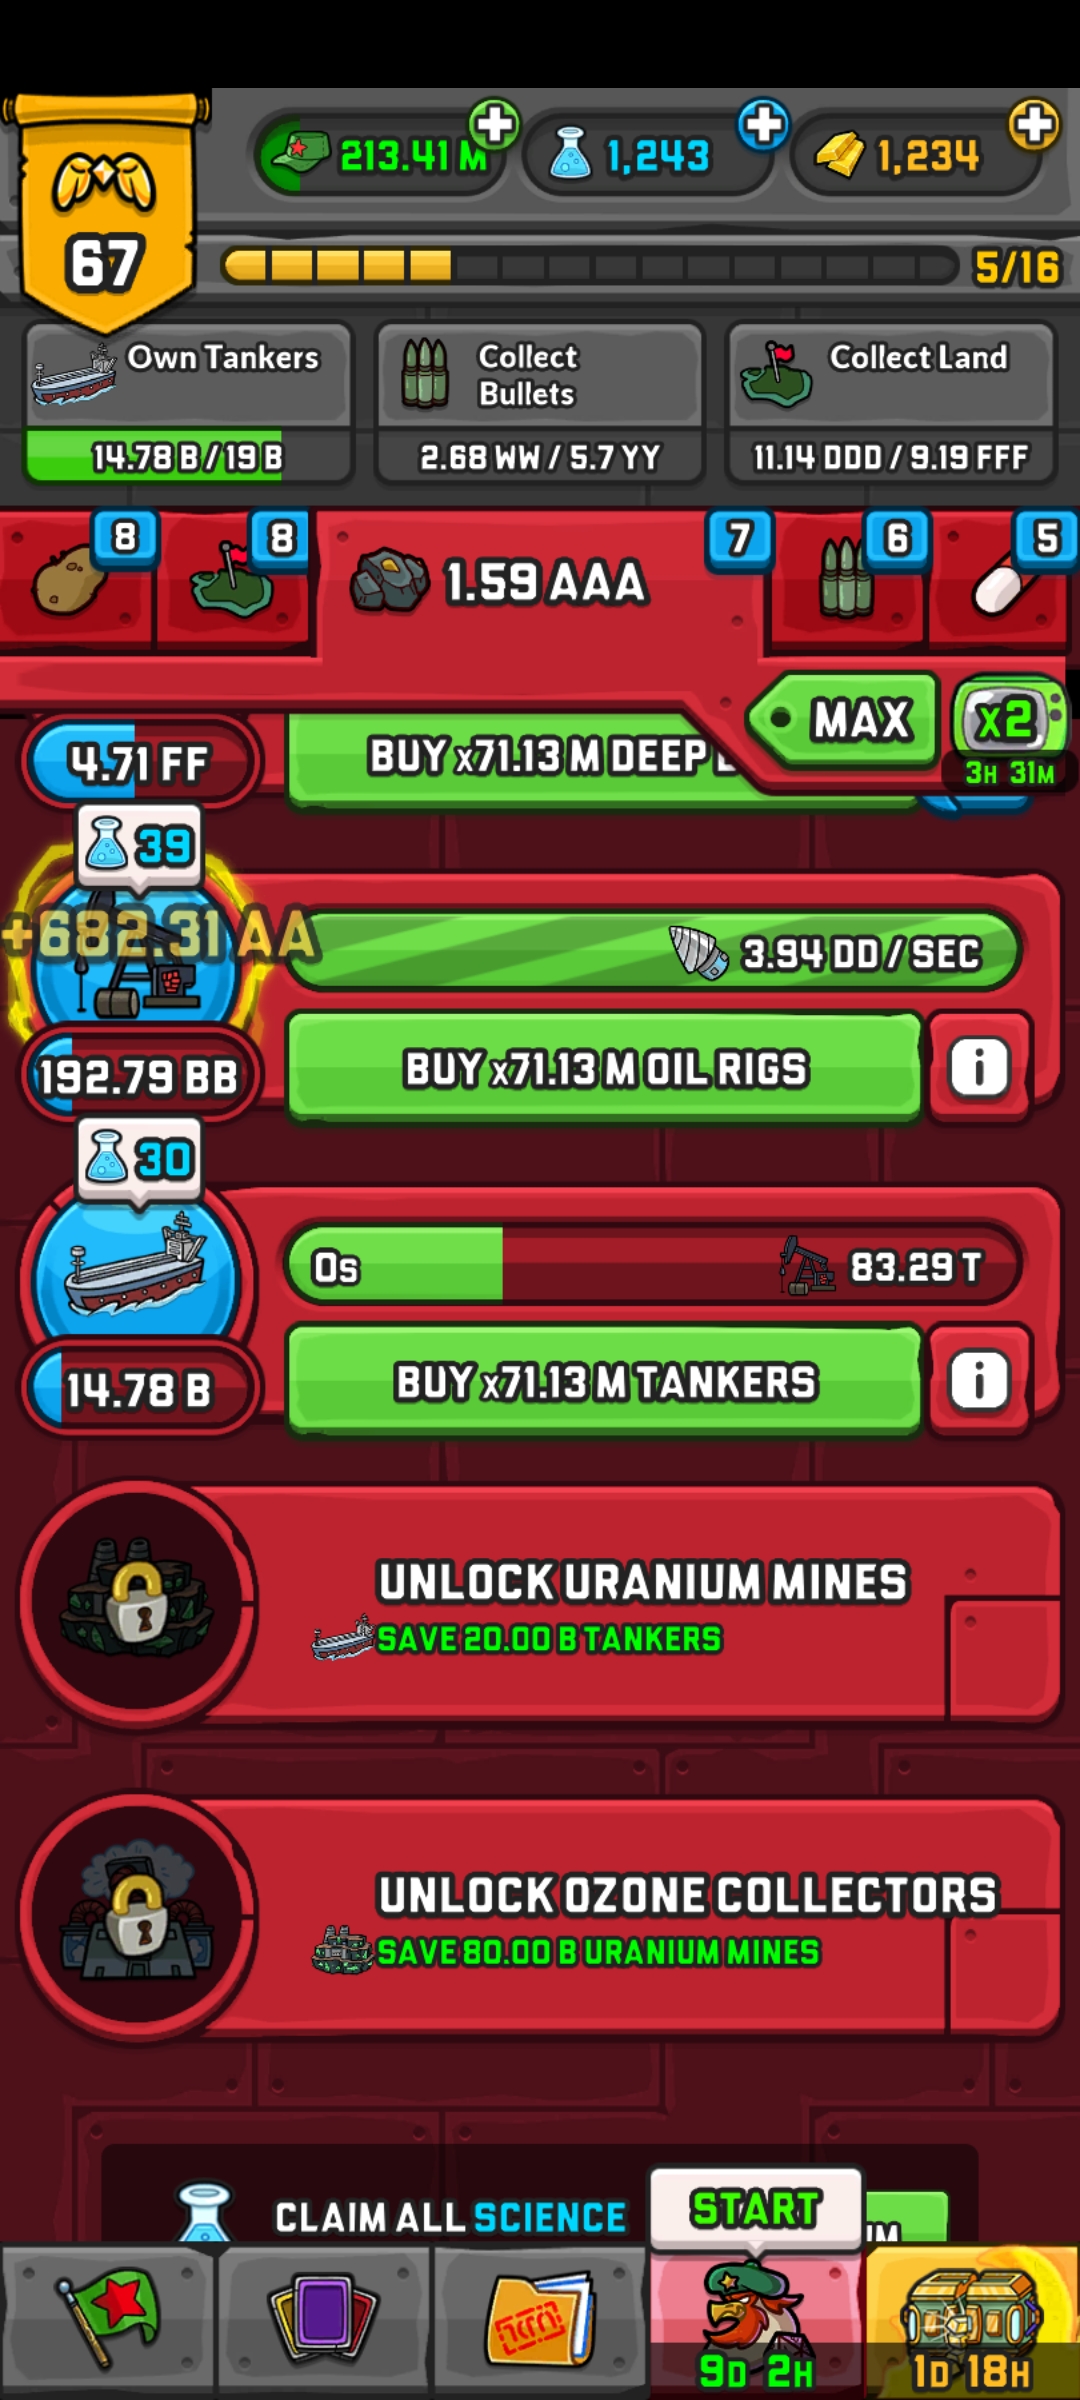 213.41 M
1,243
1,234
67
5/16
Own Tankers
14.78 B / 19 B
Collect
Bullets
2.68 WW / 5.7 YY
Collect Land
11.14 DDD / 9.19 FFF
8
8
1.59 AAA
7
6
5
MAX
x2
3H 31M
4.71 FF
BUY x71.13 M DEEP
39
+682.31 AA
3.94 DD / SEC
192.79 BB
BUY x71.13 M OIL RIGS
i
30
0s
83.29 T
14.78 B
BUY x71.13 M TANKERS
i
UNLOCK URANIUM MINES
SAVE 20.00 B TANKERS
UNLOCK OZONE COLLECTORS
SAVE 80.00 B URANIUM MINES
CLAIM ALL SCIENCE
START
9D 2H
1D 18H